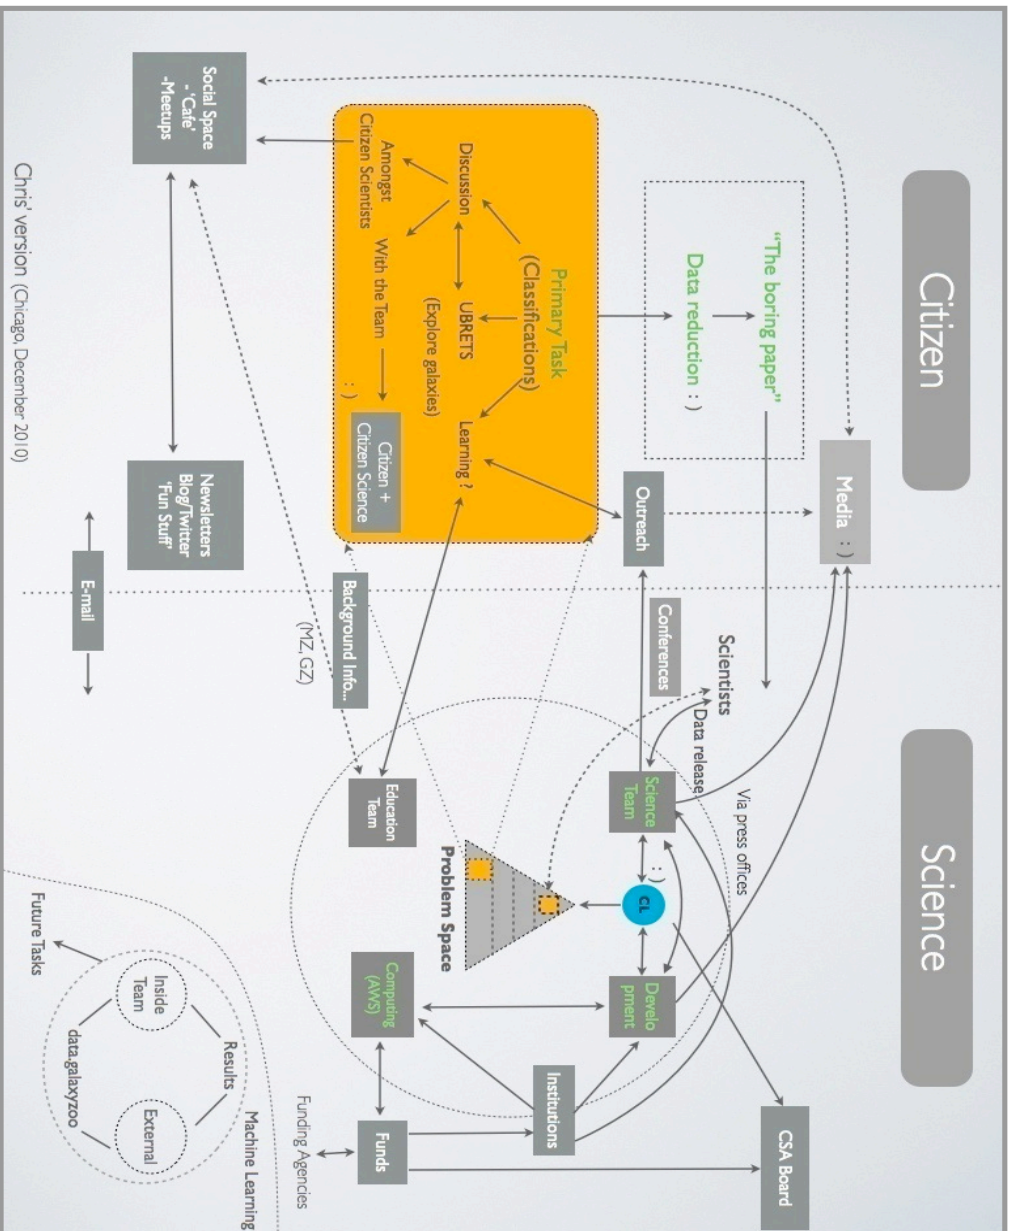 Citizen
Science
Media : )
"The boring paper"
Data reduction : )
Outreach
Conferences
Scientists
Data release
Via press offices
CSA Board
Primary Task
(Classifications)
Discussion
UBRETS
(Explore galaxies)
Learning ?
Amongst
Citizen Scientists
With the Team
: )
Citizen +
Citizen Science
Social Space
- 'Cafe'
-Meetups
Newsletters
Blog/Twitter
'Fun Stuff'
E-mail
Background Info...
(MZ, GZ)
Science
Team
: )
CL
Develo
pment
Institutions
Education
Team
Problem Space
Computing
(AWS)
Funds
Funding Agencies
Machine Learning
Results
Inside
Team
External
data.galaxyzoo
Future Tasks
Chris' version (Chicago, December 2010)